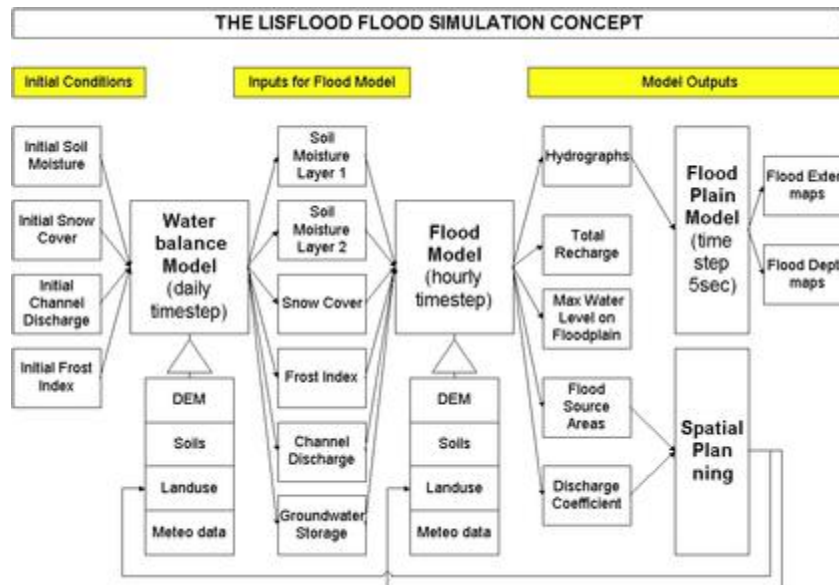 THE LISFLOOD FLOOD SIMULATION CONCEPT
Initial Conditions
Inputs for Flood Model
Model Outputs
Initial Soil
Moisture
Initial Snow
Cover
Initial
Channel
Discharge
Initial Frost
Index
Water
balance
Model
(daily
timestep)
DEM
Soils
Landuse
Meteo data
Soil
Moisture
Layer 1
Soil
Moisture
Layer 2
Snow Cover
Frost Index
Channel
Discharge
Groundwater
Storage
Flood
Model
(hourly
timestep)
DEM
Soils
Landuse
Meteo data
Hydrographs
Total
Recharge
Max Water
Level on
Floodplain
Flood
Source
Areas
Discharge
Coefficient
Flood
Plain
Model
(time
step
5sec)
Spatial
Plan
ning
Flood Exten
maps
Flood Dept
maps